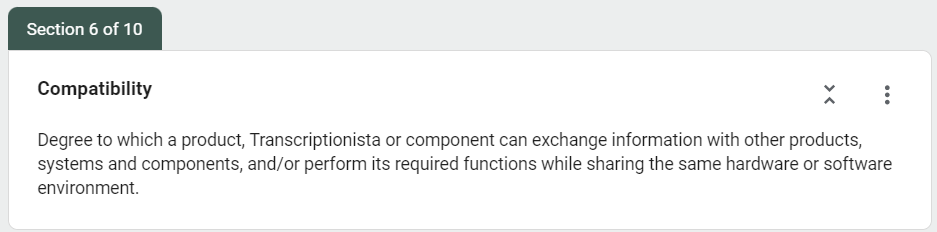 Section 6 of 10
Compatibility
Degree to which a product, Transcriptionista or component can exchange information with other products,
systems and components, and/or perform its required functions while sharing the same hardware or software
environment.